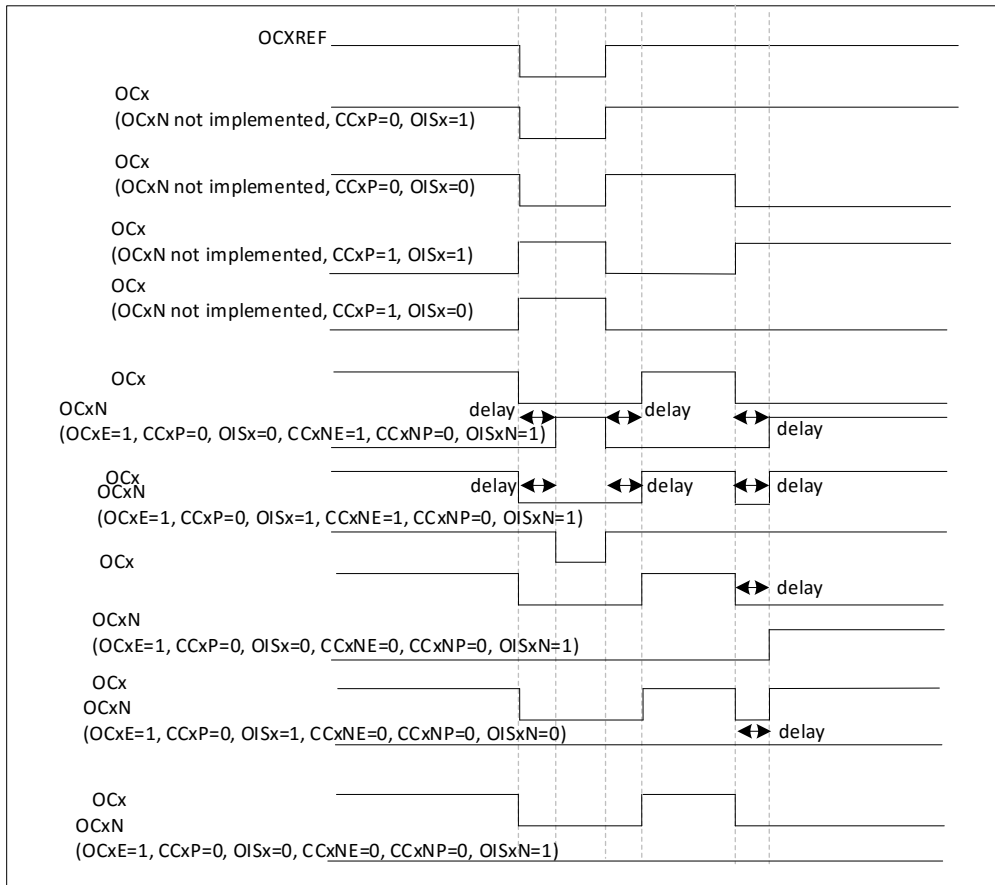 OCXREF
OCx
(OCxN not implemented, CCxP=0, OISx=1)
OCx
(OCxN not implemented, CCxP=0, OISx=0)
OCx
(OCxN not implemented, CCxP=1, OISx=1)
OCx
(OCxN not implemented, CCxP=1, OISx=0)
OCx
OCxN
delay
delay
(OCxE=1, CCxP=0, OISx=0, CCxNE=1, CCxNP=0, OISxN=1)
delay
OCx
delay
delay
delay
OCxN
(OCxE=1, CCxP=0, OISx=1, CCxNE=1, CCxNP=0, OISxN=1)
OCx
delay
OCxN
(OCxE=1, CCxP=0, OISx=0, CCxNE=0, CCxNP=0, OISxN=1)
OCx
OCxN
(OCxE=1, CCxP=0, OISx=1, CCxNE=0, CCxNP=0, OISxN=0)
delay
OCx
OCxN
(OCxE=1, CCxP=0, OISx=0, CCxNE=0, CCxNP=0, OISxN=1)